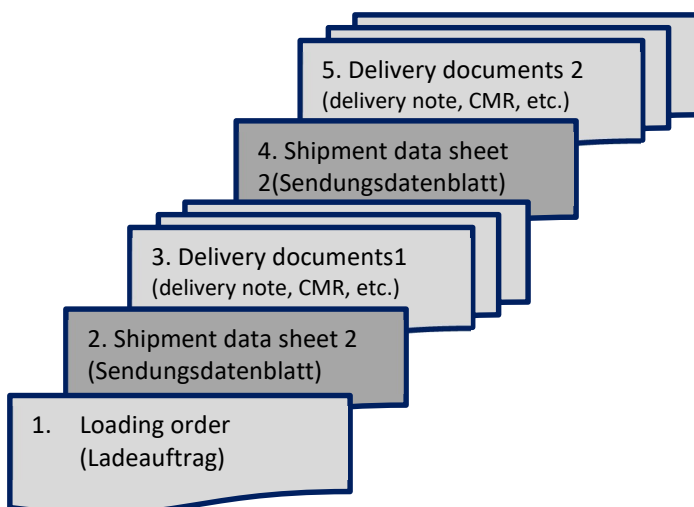 5. Delivery documents 2
(delivery note, CMR, etc.)
4. Shipment data sheet
2(Sendungsdatenblatt)
3. Delivery documents1
(delivery note, CMR, etc.)
2. Shipment data sheet 2
(Sendungsdatenblatt)
1. Loading order
(Ladeauftrag)